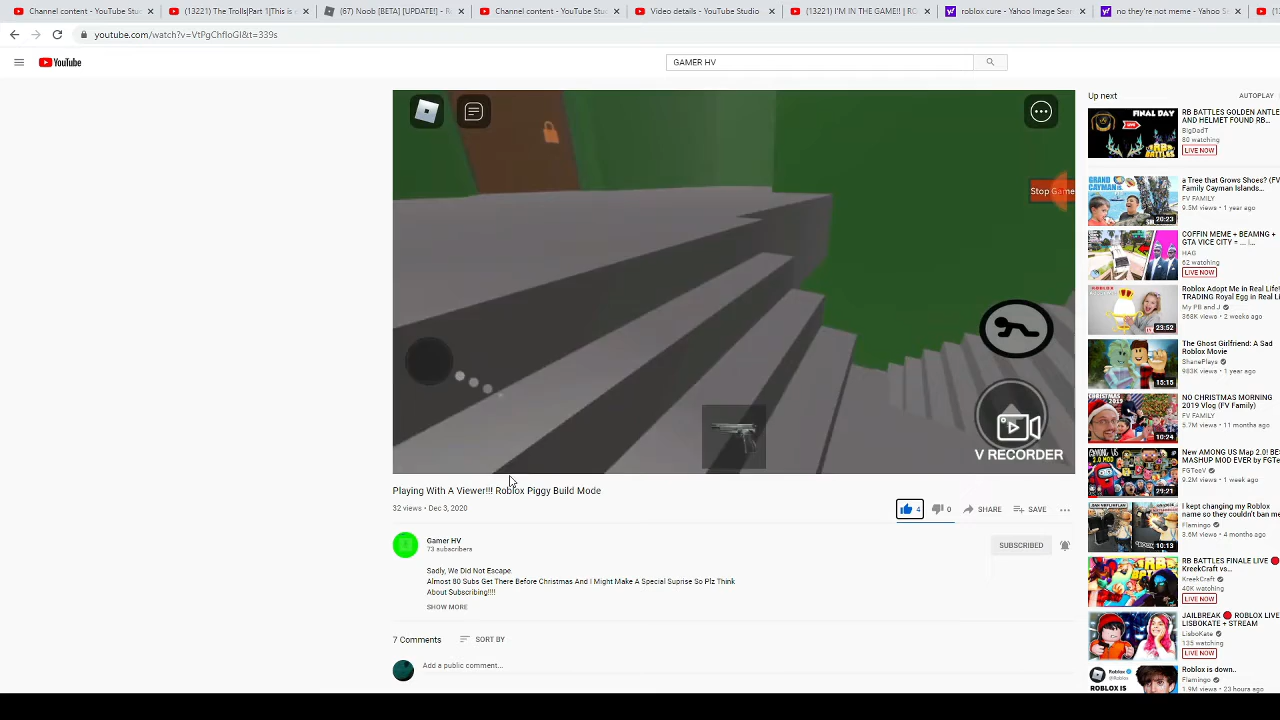 Channel content - YouTube Stu
(13221) The Trolls|Part 1|This is
(67) Noob [BETA] [UPDATE!] - R
Channel content - YouTube Stu
Video details - YouTube Studio
(13221) I'M IN THE GAME!! | RO
roblox cure - Yahoo Image Sear
no they're not meme - Yahoo S
youtube.com/watch?v=VtPgChfloGI&t=339s
YouTube
GAMER HV
Stop Game
V RECORDER
Playing With A Viewer!!! Roblox Piggy Build Mode
32 views • Dec 3, 2020
4
0
SHARE
SAVE
Gamer HV
73 subscribers
SUBSCRIBED
Sadly We Did Not Escape.
Almost 80 Subs Get There Before Christmas And I Might Make A Special Suprise So Plz Think
About Subscribing!!!!
SHOW MORE
7 Comments
SORT BY
Add a public comment...
Up next
AUTOPLAY
FINAL DAY
LIVE
RB BATTLES GOLDEN ANTLE
AND HELMET FOUND RB...
BigDadT
80 watching
LIVE NOW
GRAND CAYMAN
20:23
a Tree that Grows Shoes? (FV
Family Cayman Islands...
FV FAMILY
9.5M views • 1 year ago
COFFIN MEME + BEAMNG +
GTA VICE CITY = .... i...
HAG
62 watching
LIVE NOW
23:52
Roblox Adopt Me in Real Life!
TRADING Royal Egg in Real L
My PB and J
368K views • 2 weeks ago
15:15
The Ghost Girlfriend: A Sad
Roblox Movie
ShanePlays
983K views • 1 year ago
CHRISTMAS
10:24
NO CHRISTMAS MORNING
2019 Vlog (FV Family)
FV FAMILY
5.7M views • 11 months ago
29:21
New AMONG US Map 2.0! BES
MASHUP MOD EVER by FGTe
FGTeeV
9.2M views • 1 week ago
10:13
I kept changing my Roblox
name so they couldn't ban me
Flamingo
3.6M views • 4 months ago
RB BATTLES FINALE LIVE
KreekCraft vs...
KreekCraft
40K watching
LIVE NOW
JAILBREAK ROBLOX LIVE
LISBOKATE + STREAM
LisboKate
135 watching
LIVE NOW
Roblox
@Roblox
ROBLOX IS
Roblox is down..
Flamingo
1.9M views • 23 hours ago